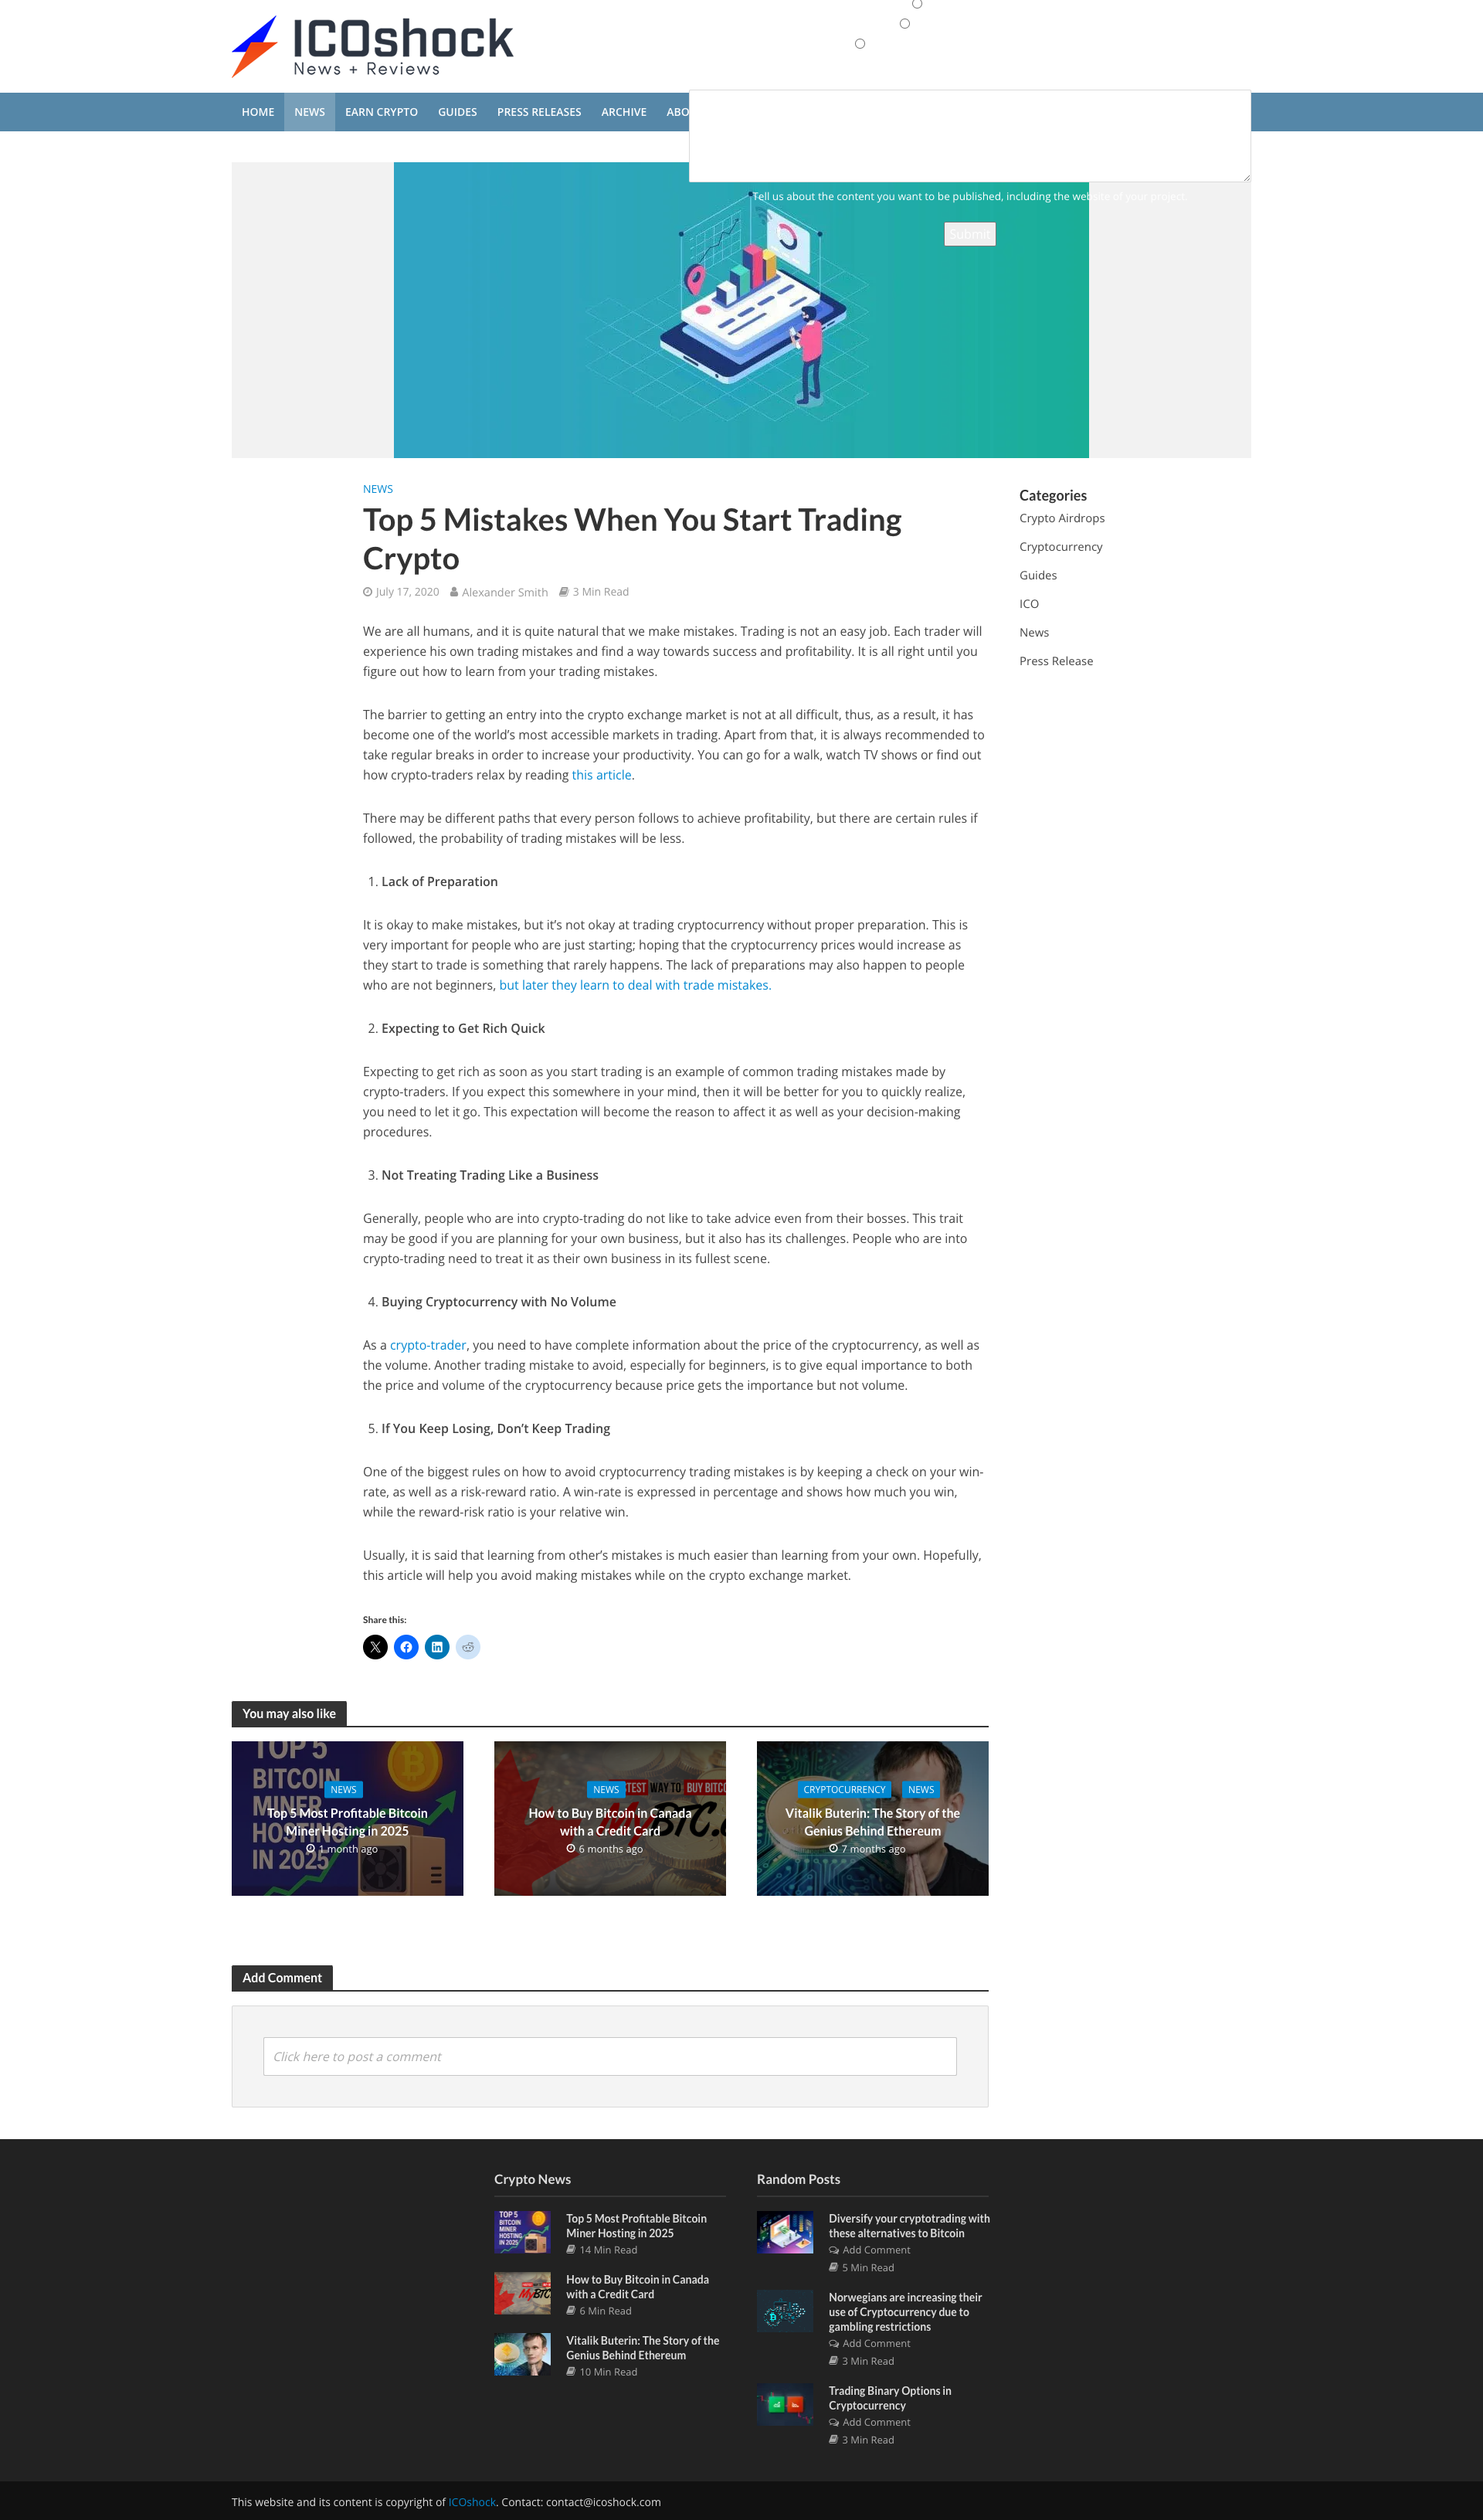 ICOshock
News + Reviews
HOME NEWS EARN CRYPTO GUIDES PRESS RELEASES ARCHIVE ABO
Tell us about the content you want to be published, including the website of your project.
Submit
NEWS
Top 5 Mistakes When You Start Trading
Crypto
July 17, 2020 Alexander Smith 3 Min Read
We are all humans, and it is quite natural that we make mistakes. Trading is not an easy job. Each trader will
experience his own trading mistakes and find a way towards success and profitability. It is all right until you
figure out how to learn from your trading mistakes.
The barrier to getting an entry into the crypto exchange market is not at all difficult, thus, as a result, it has
become one of the world’s most accessible markets in trading. Apart from that, it is always recommended to
take regular breaks in order to increase your productivity. You can go for a walk, watch TV shows or find out
how crypto-traders relax by reading this article.
There may be different paths that every person follows to achieve profitability, but there are certain rules if
followed, the probability of trading mistakes will be less.
1. Lack of Preparation
It is okay to make mistakes, but it’s not okay at trading cryptocurrency without proper preparation. This is
very important for people who are just starting; hoping that the cryptocurrency prices would increase as
they start to trade is something that rarely happens. The lack of preparations may also happen to people
who are not beginners, but later they learn to deal with trade mistakes.
2. Expecting to Get Rich Quick
Expecting to get rich as soon as you start trading is an example of common trading mistakes made by
crypto-traders. If you expect this somewhere in your mind, then it will be better for you to quickly realize,
you need to let it go. This expectation will become the reason to affect it as well as your decision-making
procedures.
3. Not Treating Trading Like a Business
Generally, people who are into crypto-trading do not like to take advice even from their bosses. This trait
may be good if you are planning for your own business, but it also has its challenges. People who are into
crypto-trading need to treat it as their own business in its fullest scene.
4. Buying Cryptocurrency with No Volume
As a crypto-trader, you need to have complete information about the price of the cryptocurrency, as well as
the volume. Another trading mistake to avoid, especially for beginners, is to give equal importance to both
the price and volume of the cryptocurrency because price gets the importance but not volume.
5. If You Keep Losing, Don’t Keep Trading
One of the biggest rules on how to avoid cryptocurrency trading mistakes is by keeping a check on your win-
rate, as well as a risk-reward ratio. A win-rate is expressed in percentage and shows how much you win,
while the reward-risk ratio is your relative win.
Usually, it is said that learning from other’s mistakes is much easier than learning from your own. Hopefully,
this article will help you avoid making mistakes while on the crypto exchange market.
Share this:
Categories
Crypto Airdrops
Cryptocurrency
Guides
ICO
News
Press Release
You may also like
TOP 5
BITCOIN
MINER
HOSTING
IN 2025
NEWS
Top 5 Most Profitable Bitcoin
Miner Hosting in 2025
1 month ago
WAY TO BUY BITCO
MyBTC.C
NEWS
How to Buy Bitcoin in Canada
with a Credit Card
6 months ago
CRYPTOCURRENCY NEWS
Vitalik Buterin: The Story of the
Genius Behind Ethereum
7 months ago
Add Comment
Click here to post a comment
Crypto News
TOP 5
BITCOIN
MINER
HOSTING
IN 2025
Top 5 Most Profitable Bitcoin
Miner Hosting in 2025
14 Min Read
MyBTC
How to Buy Bitcoin in Canada
with a Credit Card
6 Min Read
Vitalik Buterin: The Story of the
Genius Behind Ethereum
10 Min Read
Random Posts
Diversify your cryptotrading with
these alternatives to Bitcoin
Add Comment
5 Min Read
Norwegians are increasing their
use of Cryptocurrency due to
gambling restrictions
Add Comment
3 Min Read
Trading Binary Options in
Cryptocurrency
Add Comment
3 Min Read
This website and its content is copyright of ICOshock. Contact: contact@icoshock.com